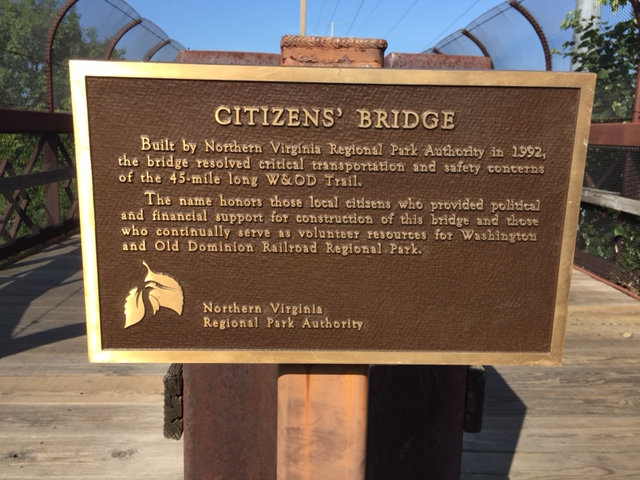 CITIZENS' BRIDGE
Built by Northern Virginia Regional Park Authority in 1992,
the bridge resolved critical transportation and safety concerns
of the 45-mile long W&OD Trail.
The name honors those local citizens who provided political
and financial support for construction of this bridge and those
who continually serve as volunteer resources for Washington
and Old Dominion Railroad Regional Park.
Northern Virginia
Regional Park Authority